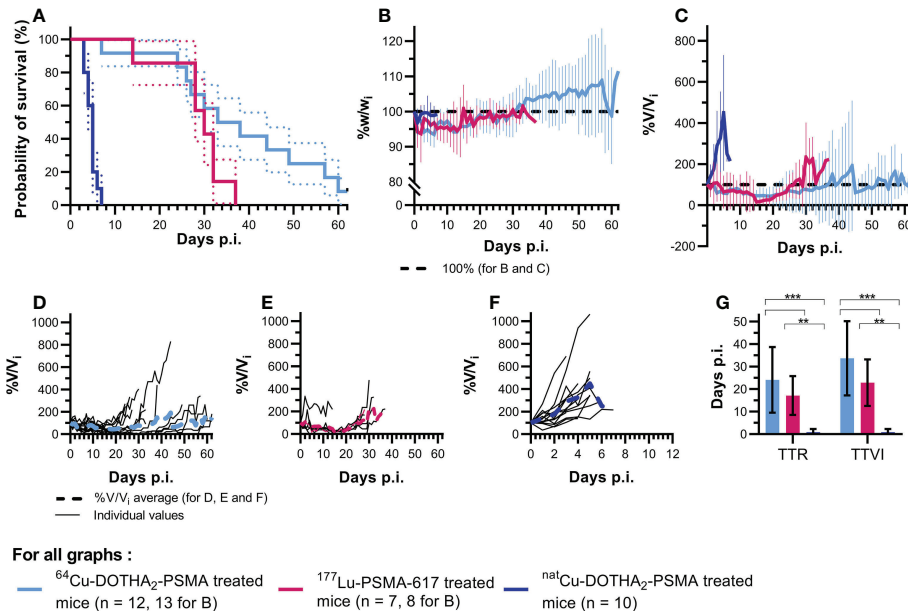 A
Probability of survival (%)
120
100
80
60
40
20
0
0 10 20 30 40 50 60
Days p.i.
B
%w/wi
120
110
100
90
80
0
0 10 20 30 40 50 60
Days p.i.
C
%V/Vi
800
600
400
200
0
-200
10 20 30 40 50 60
Days p.i.
100% (for B and C)
D
%V/Vi
1000
800
600
400
200
0
0 10 20 30 40 50 60
Days p.i.
E
%V/Vi
1000
800
600
400
200
0
0 10 20 30 40 50 60
Days p.i.
F
%V/Vi
1000
800
600
400
200
0
0 2 4 6 8 10 12
Days p.i.
G
*** ***
** **
Days p.i.
50
40
30
20
10
0
TTR TTVI
%V/Vi average (for D, E and F)
Individual values
For all graphs :
64Cu-DOTHA2-PSMA treated
mice (n = 12, 13 for B)
177Lu-PSMA-617 treated
mice (n = 7, 8 for B)
natCu-DOTHA2-PSMA treated
mice (n = 10)